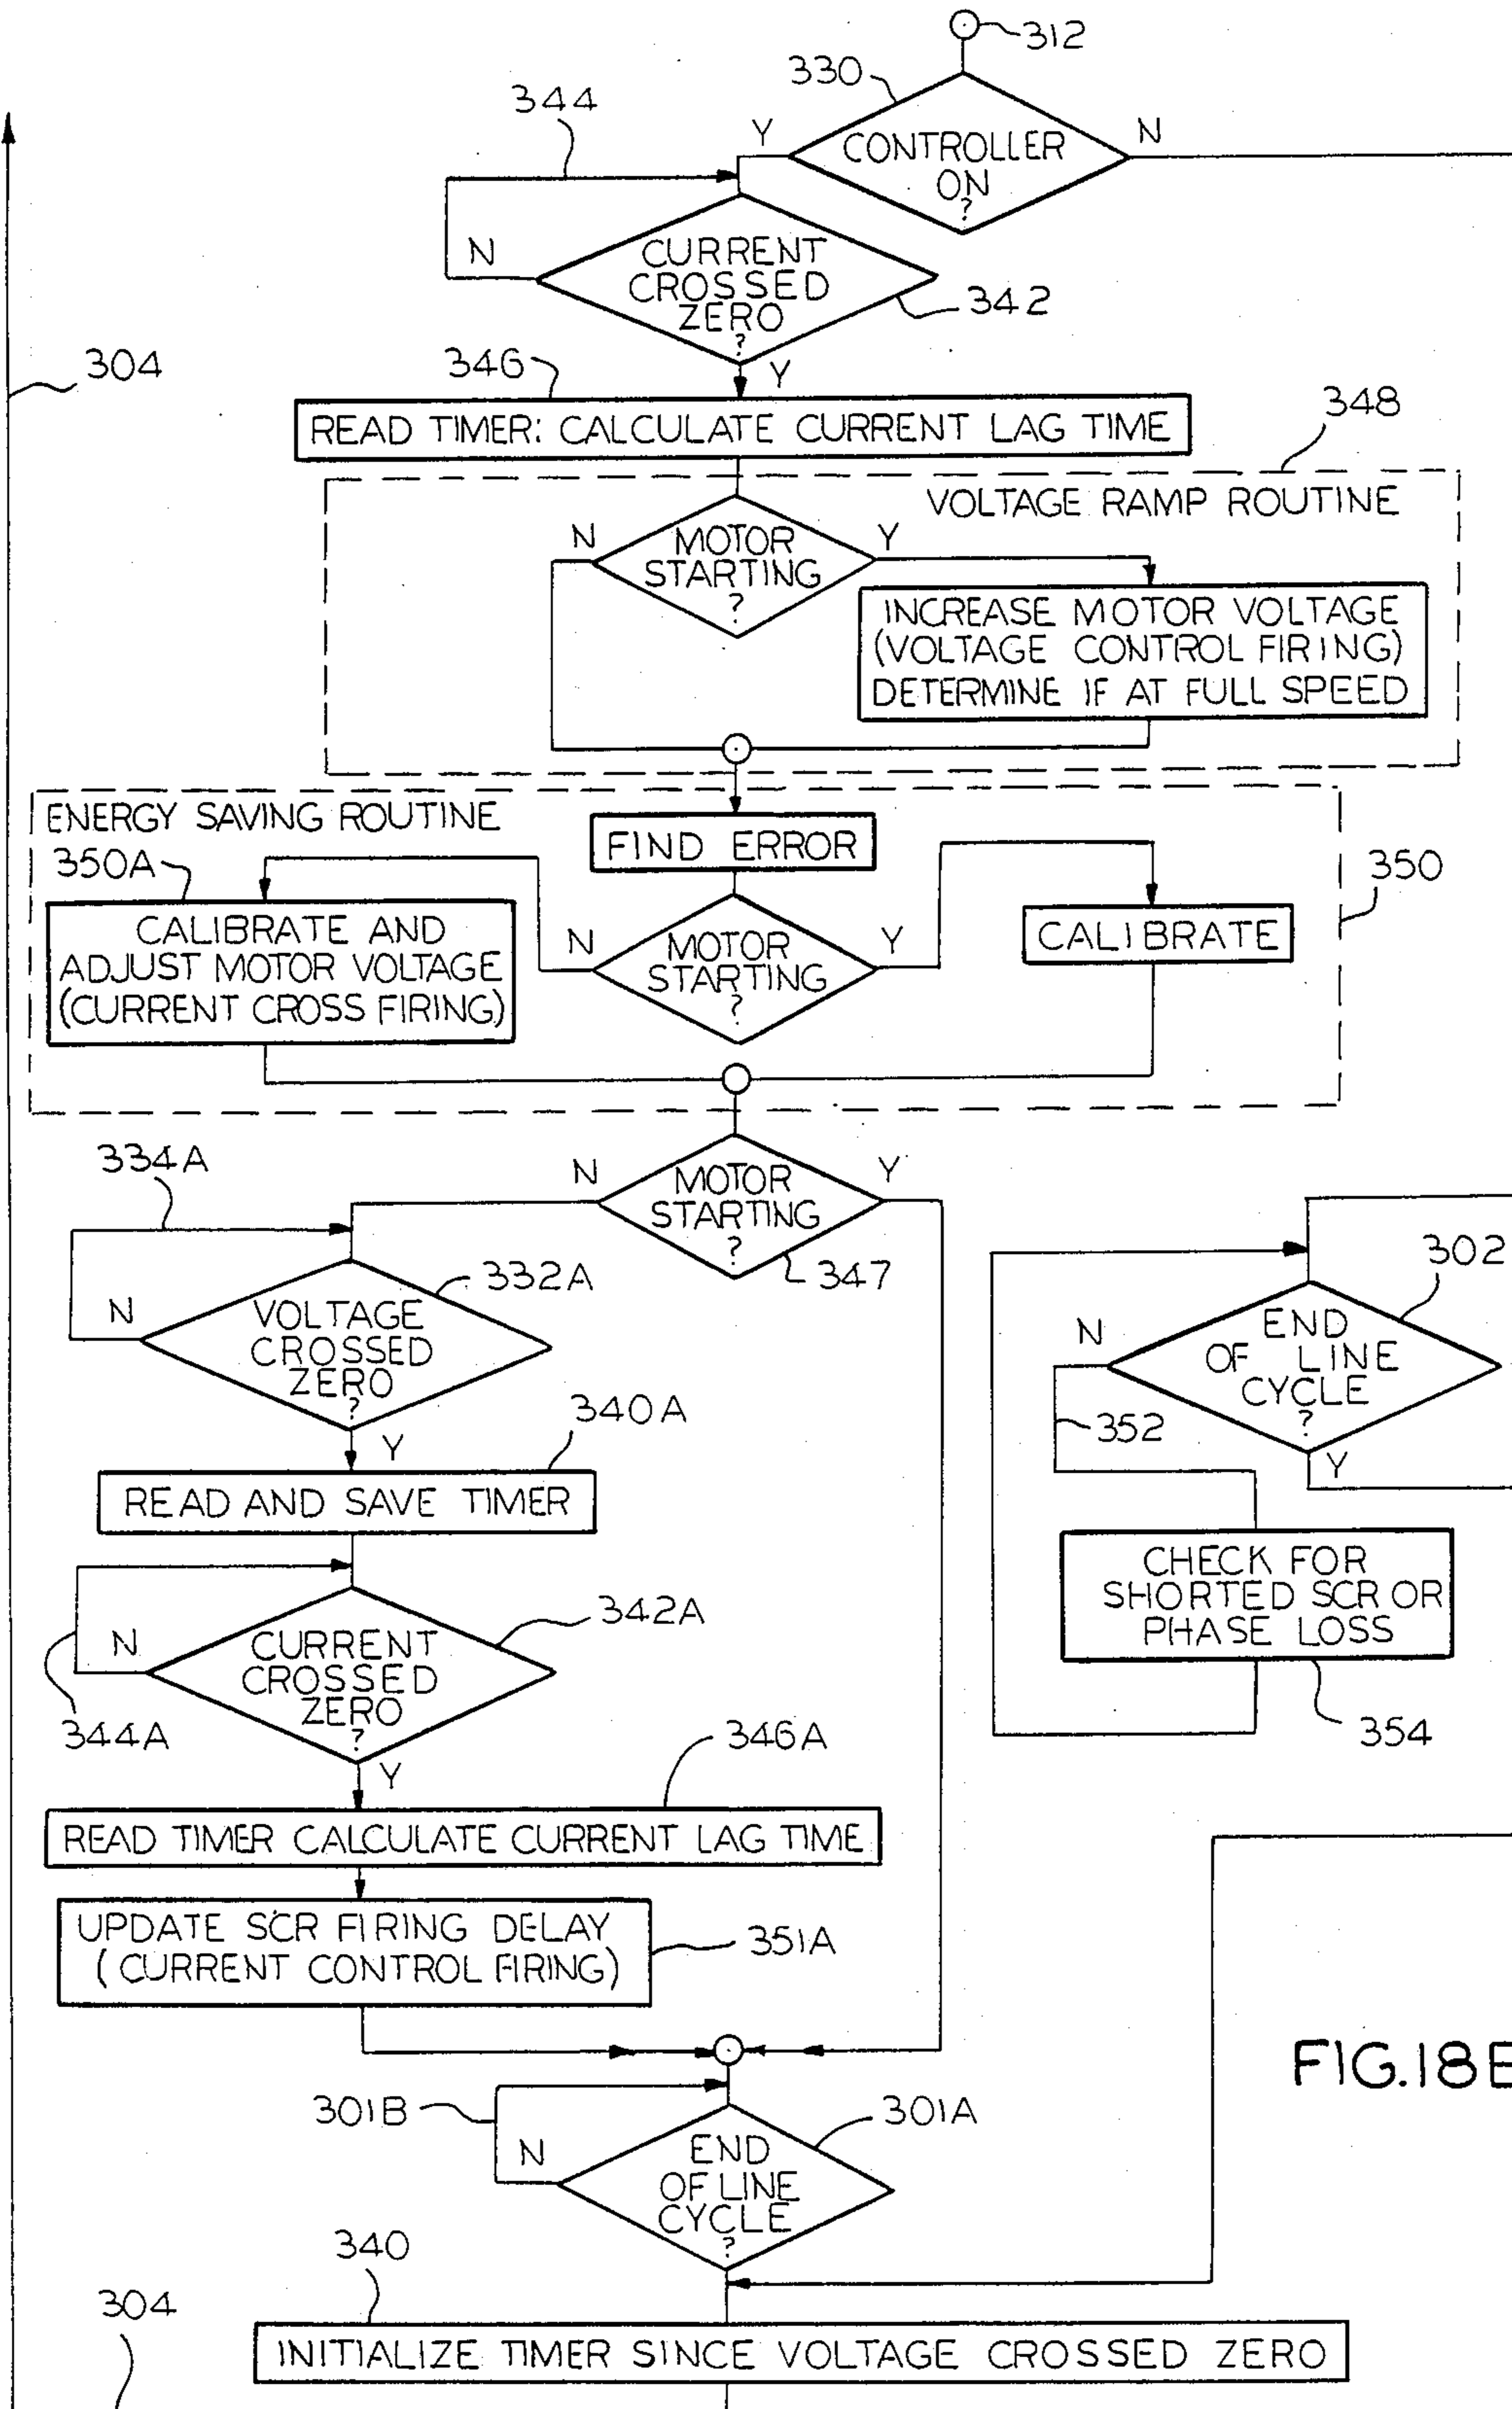 312
330
344
Y
N
CONTROLLER
ON
?
N
CURRENT
CROSSED
ZERO
?
342
304
346
Y
348
READ TIMER: CALCULATE CURRENT LAG TIME
VOLTAGE RAMP ROUTINE
N
MOTOR
STARTING
?
Y
INCREASE MOTOR VOLTAGE
(VOLTAGE CONTROL FIRING)
DETERMINE IF AT FULL SPEED
ENERGY SAVING ROUTINE
FIND ERROR
350A
350
CALIBRATE AND
ADJUST MOTOR VOLTAGE
(CURRENT CROSS FIRING)
N
MOTOR
STARTING
?
Y
CALIBRATE
334A
N
MOTOR
STARTING
?
Y
347
332A
302
N
VOLTAGE
CROSSED
ZERO
?
N
END
OF LINE
CYCLE
?
352
Y
340A
Y
READ AND SAVE TIMER
CHECK FOR
SHORTED SCR OR
PHASE LOSS
354
342A
N
CURRENT
CROSSED
ZERO
?
344A
346A
Y
READ TIMER CALCULATE CURRENT LAG TIME
UPDATE SCR FIRING DELAY
(CURRENT CONTROL FIRING)
351A
FIG.18E
301B
301A
N
END
OF LINE
CYCLE
?
340
304
INITIALIZE TIMER SINCE VOLTAGE CROSSED ZERO